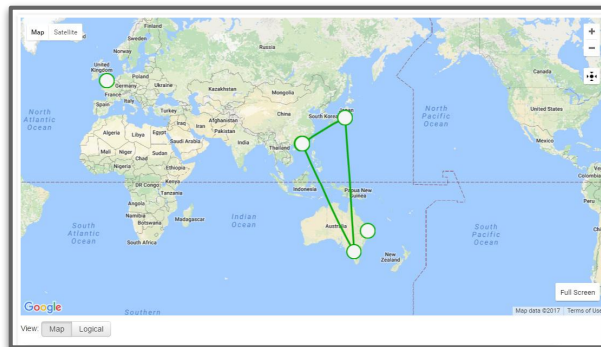 Map Satellite
Finland
Sweden
Norway
Russia
United
Kingdom
Poland
Germany
Ukraine
France
Spain
Italy
Turkey
Kazakhstan
Mongolia
Canada
North
Atlantic
Ocean
Algeria
Libya
Egypt
Iraq
Iran
Afghanistan
Pakistan
Saudi Arabia
India
China
Thailand
South Korea
North
Pacific
Ocean
United States
Mexico
Mali
Niger
Chad
Sudan
Nigeria
Ethiopia
Kenya
DR Congo
Tanzania
Angola
Namibia
Botswana
Madagascar
South Africa
Indonesia
Papua New
Guinea
Colombia
Peru
South
Atlantic
Ocean
Indian
Ocean
Australia
New
Zealand
South
Pacific
Ocean
Southern
Google
Full Screen
Map data ©2017
Terms of Use
View: Map Logical